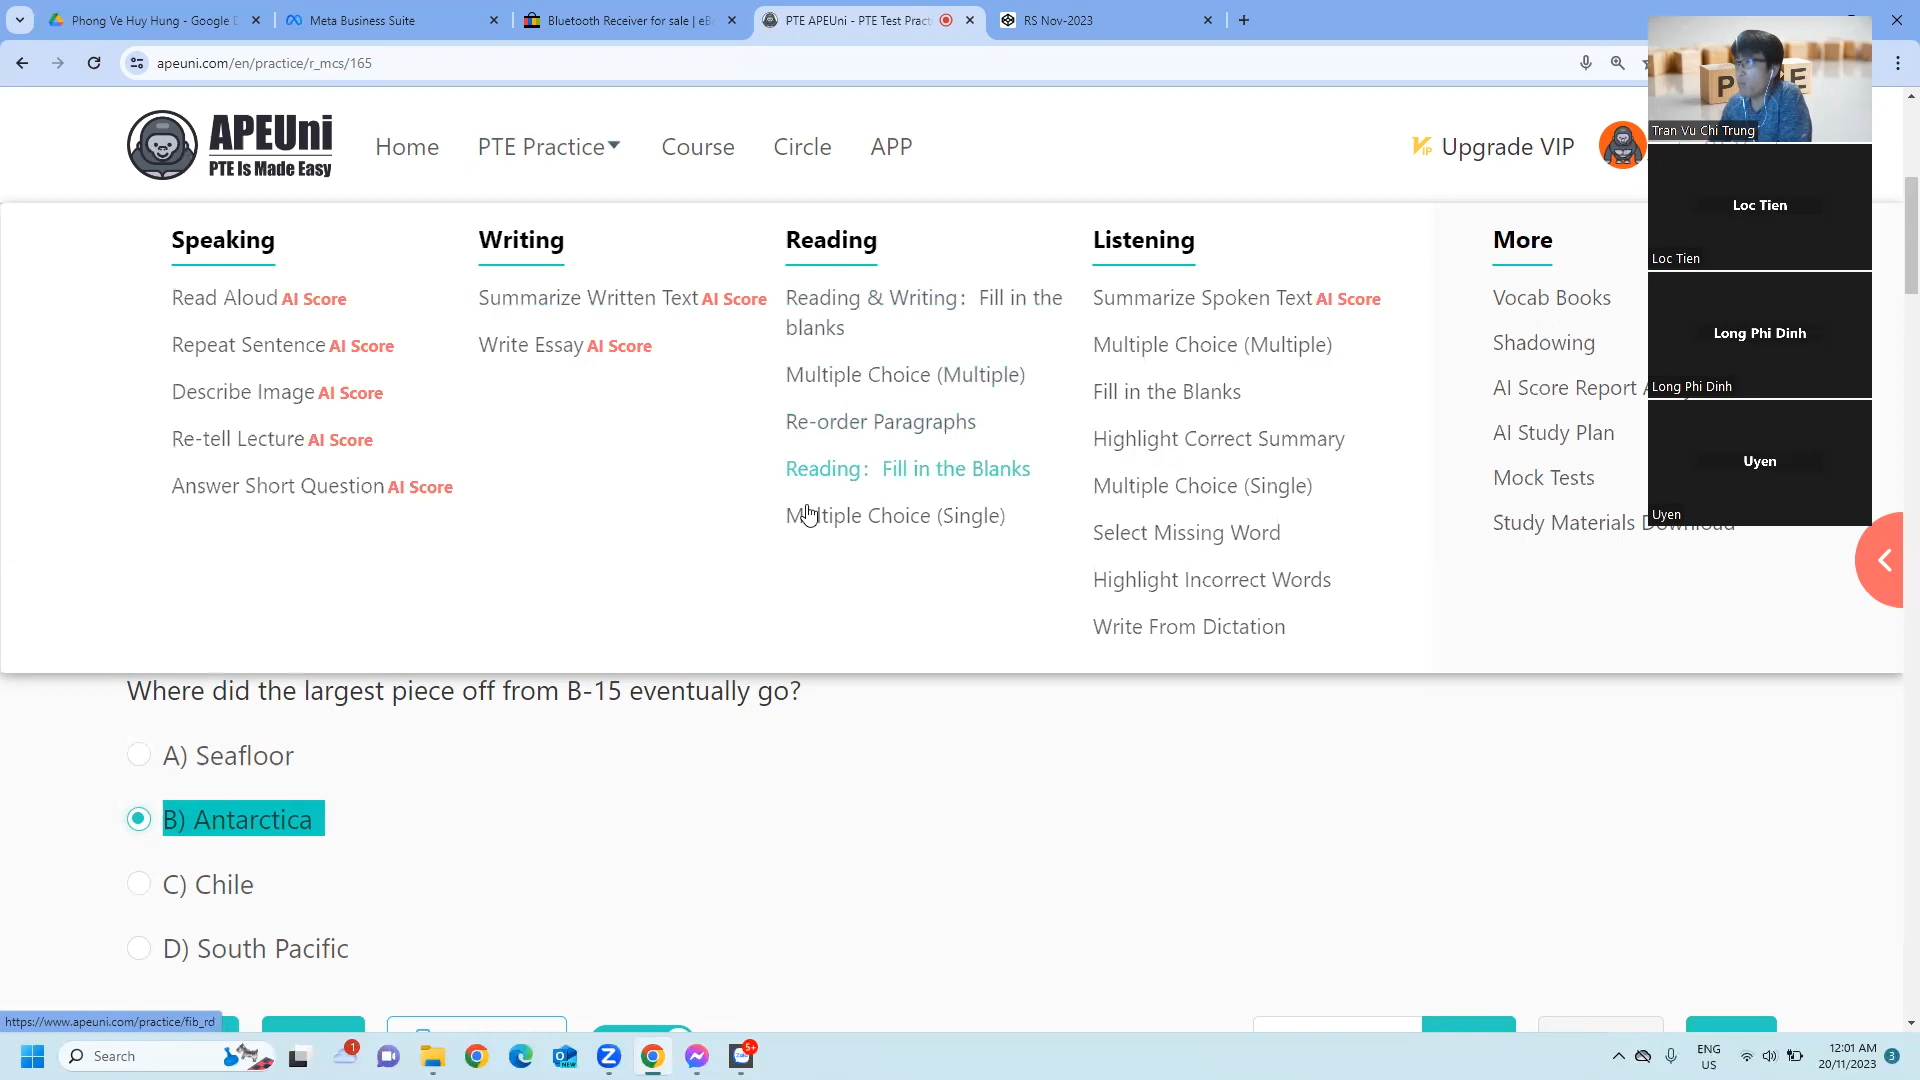 Phong Ve Huy Hung - Google D
Meta Business Suite
Bluetooth Receiver for sale | eB
PTE APEUni - PTE Test Pract
RS Nov-2023
apeuni.com/en/practice/r_mcs/165
APEUni
PTE Is Made Easy
Home
PTE Practice
Course
Circle
APP
VIP Upgrade VIP
Speaking
Read Aloud AI Score
Repeat Sentence AI Score
Describe Image AI Score
Re-tell Lecture AI Score
Answer Short Question AI Score
Writing
Summarize Written Text AI Score
Write Essay AI Score
Reading
Reading & Writing： Fill in the
blanks
Multiple Choice (Multiple)
Re-order Paragraphs
Reading： Fill in the Blanks
Multiple Choice (Single)
Listening
Summarize Spoken Text AI Score
Multiple Choice (Multiple)
Fill in the Blanks
Highlight Correct Summary
Multiple Choice (Single)
Select Missing Word
Highlight Incorrect Words
Write From Dictation
More
Vocab Books
Shadowing
AI Score Report
AI Study Plan
Mock Tests
Study Materials Download
Tran Vu Chi Trung
Loc Tien
Loc Tien
Long Phi Dinh
Long Phi Dinh
Uyen
Uyen
Where did the largest piece off from B-15 eventually go?
A) Seafloor
B) Antarctica
C) Chile
D) South Pacific
https://www.apeuni.com/practice/fib_rd
Search
1
NEW
Zalo
5+
ENG
US
12:01 AM
20/11/2023
3